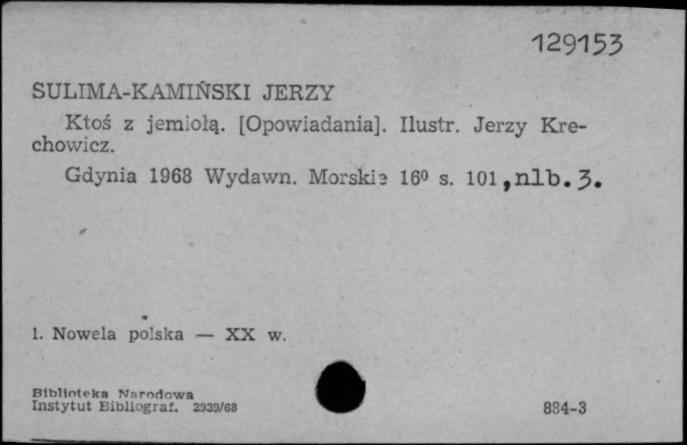 129153
SULIMA-KAMIŃSKI JERZY
Ktoś z jemiołą. [Opowiadania]. Ilustr. Jerzy Kre-
chowicz.
Gdynia 1968 Wydawn. Morskie 16⁰ s. 101, nlb. 3.
1. Nowela polska — XX w.
Biblioteka Narodowa
Instytut Bibliograf. 2939/68
884-3